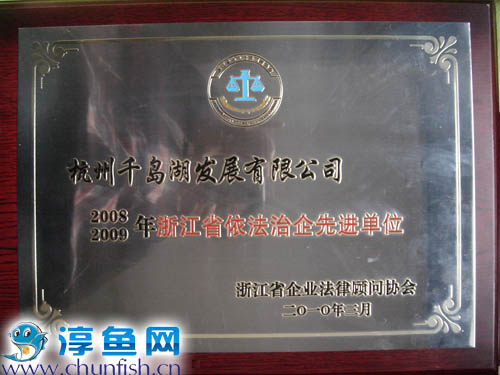 杭州千岛湖发展有限公司
2008
2009 年浙江省依法治企先进单位
浙江省企业法律顾问协会
二〇一〇年三月
淳鱼网
www.chunfish.cn